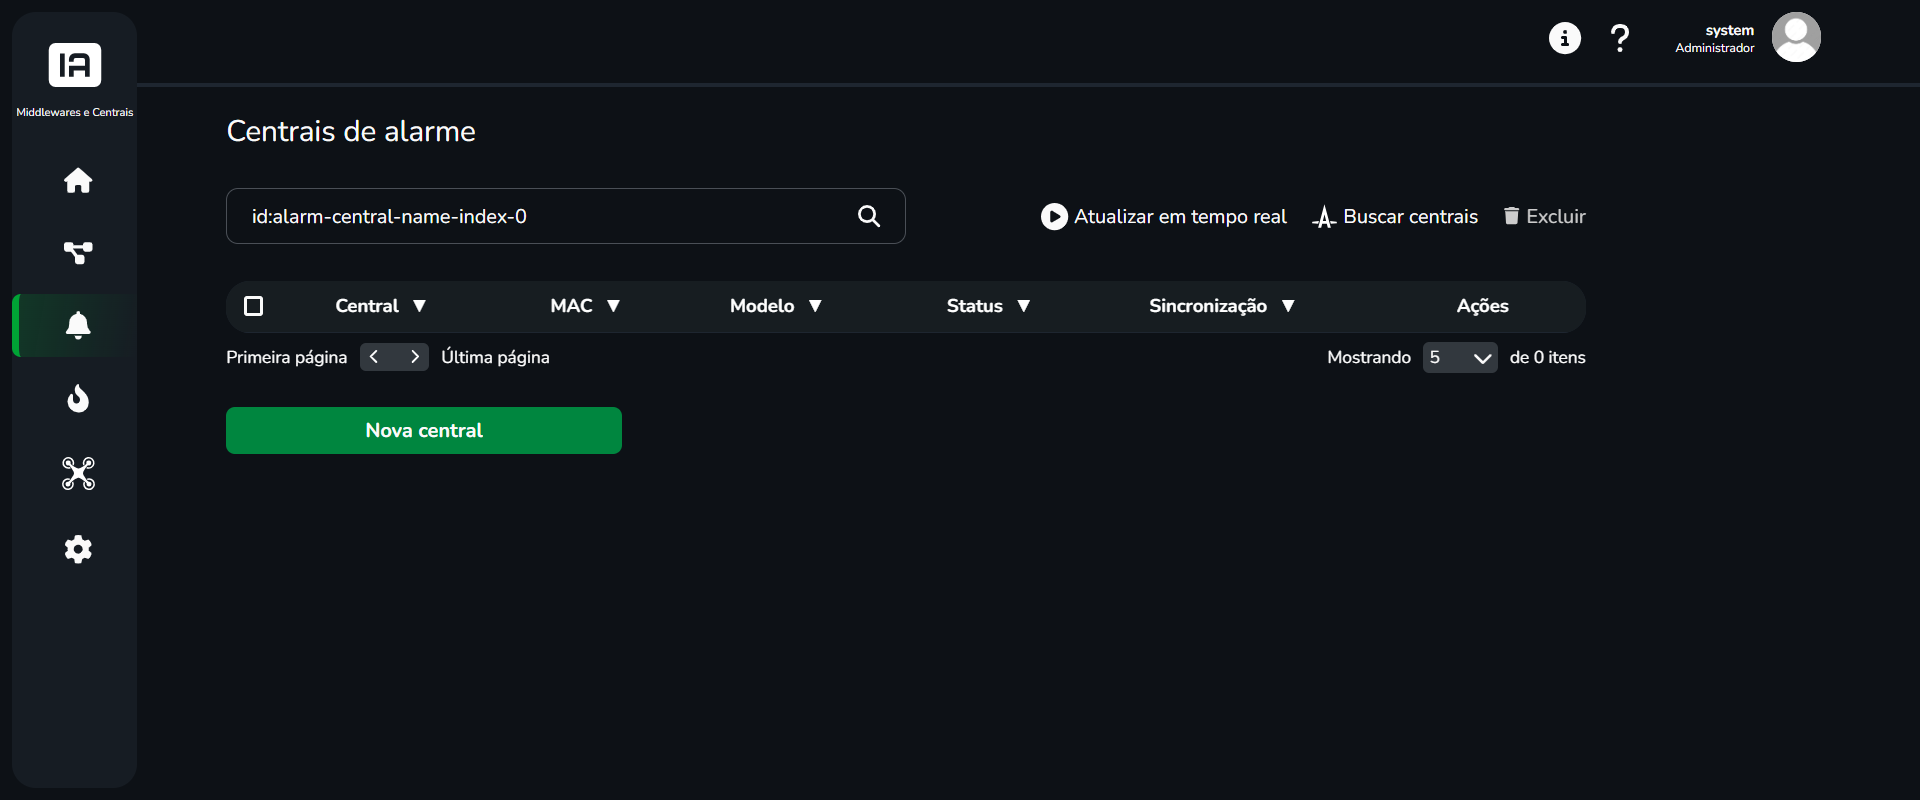 IA
Middlewares e Centrais
system
Administrador
Centrais de alarme
id:alarm-central-name-index-0
Atualizar em tempo real
Buscar centrais
Excluir
Central ▼ MAC ▼ Modelo ▼ Status ▼ Sincronização ▼ Ações
Primeira página < > Última página
Mostrando 5 de 0 itens
Nova central